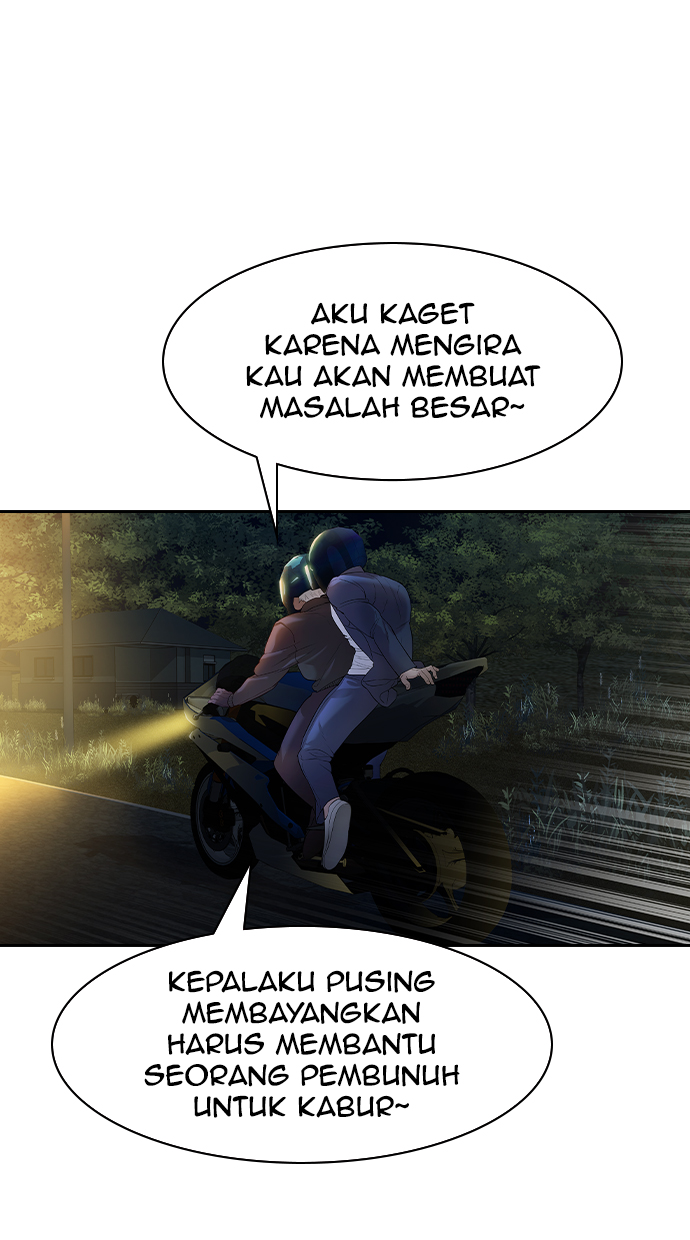 AKU KAGET
KARENA MENGIRA
KAU AKAN MEMBUAT
MASALAH BESAR~
KEPALAKU PUSING
MEMBAYANGKAN
HARUS MEMBANTU
SEORANG PEMBUNUH
UNTUK KABUR~